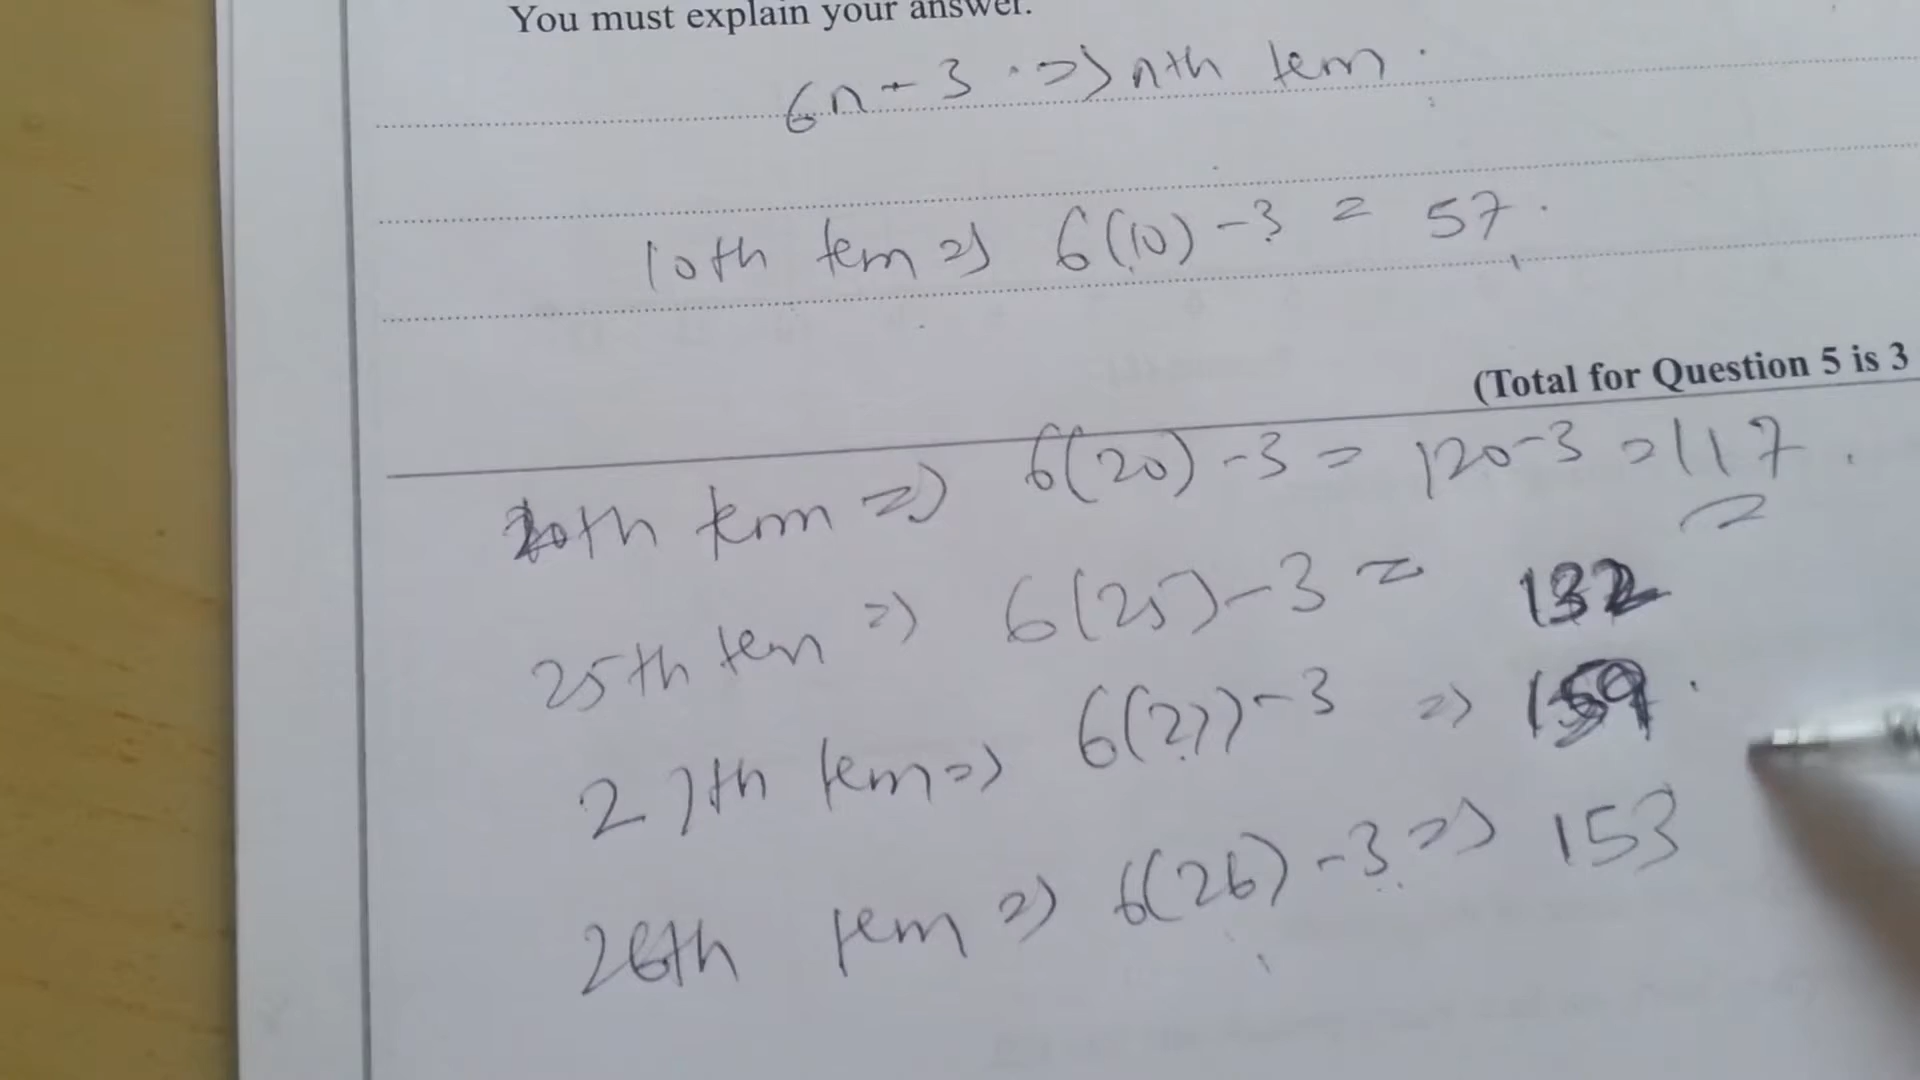 You must explain your answer.
6n - 3 => nth term.
10th term => 6(10) - 3 = 57.
(Total for Question 5 is 3
20th term => 6(20) - 3 = 120 - 3 = 117.
25th term => 6(25) - 3 = 132
27th term => 6(27) - 3 => 159.
26th term => 6(26) - 3 => 153